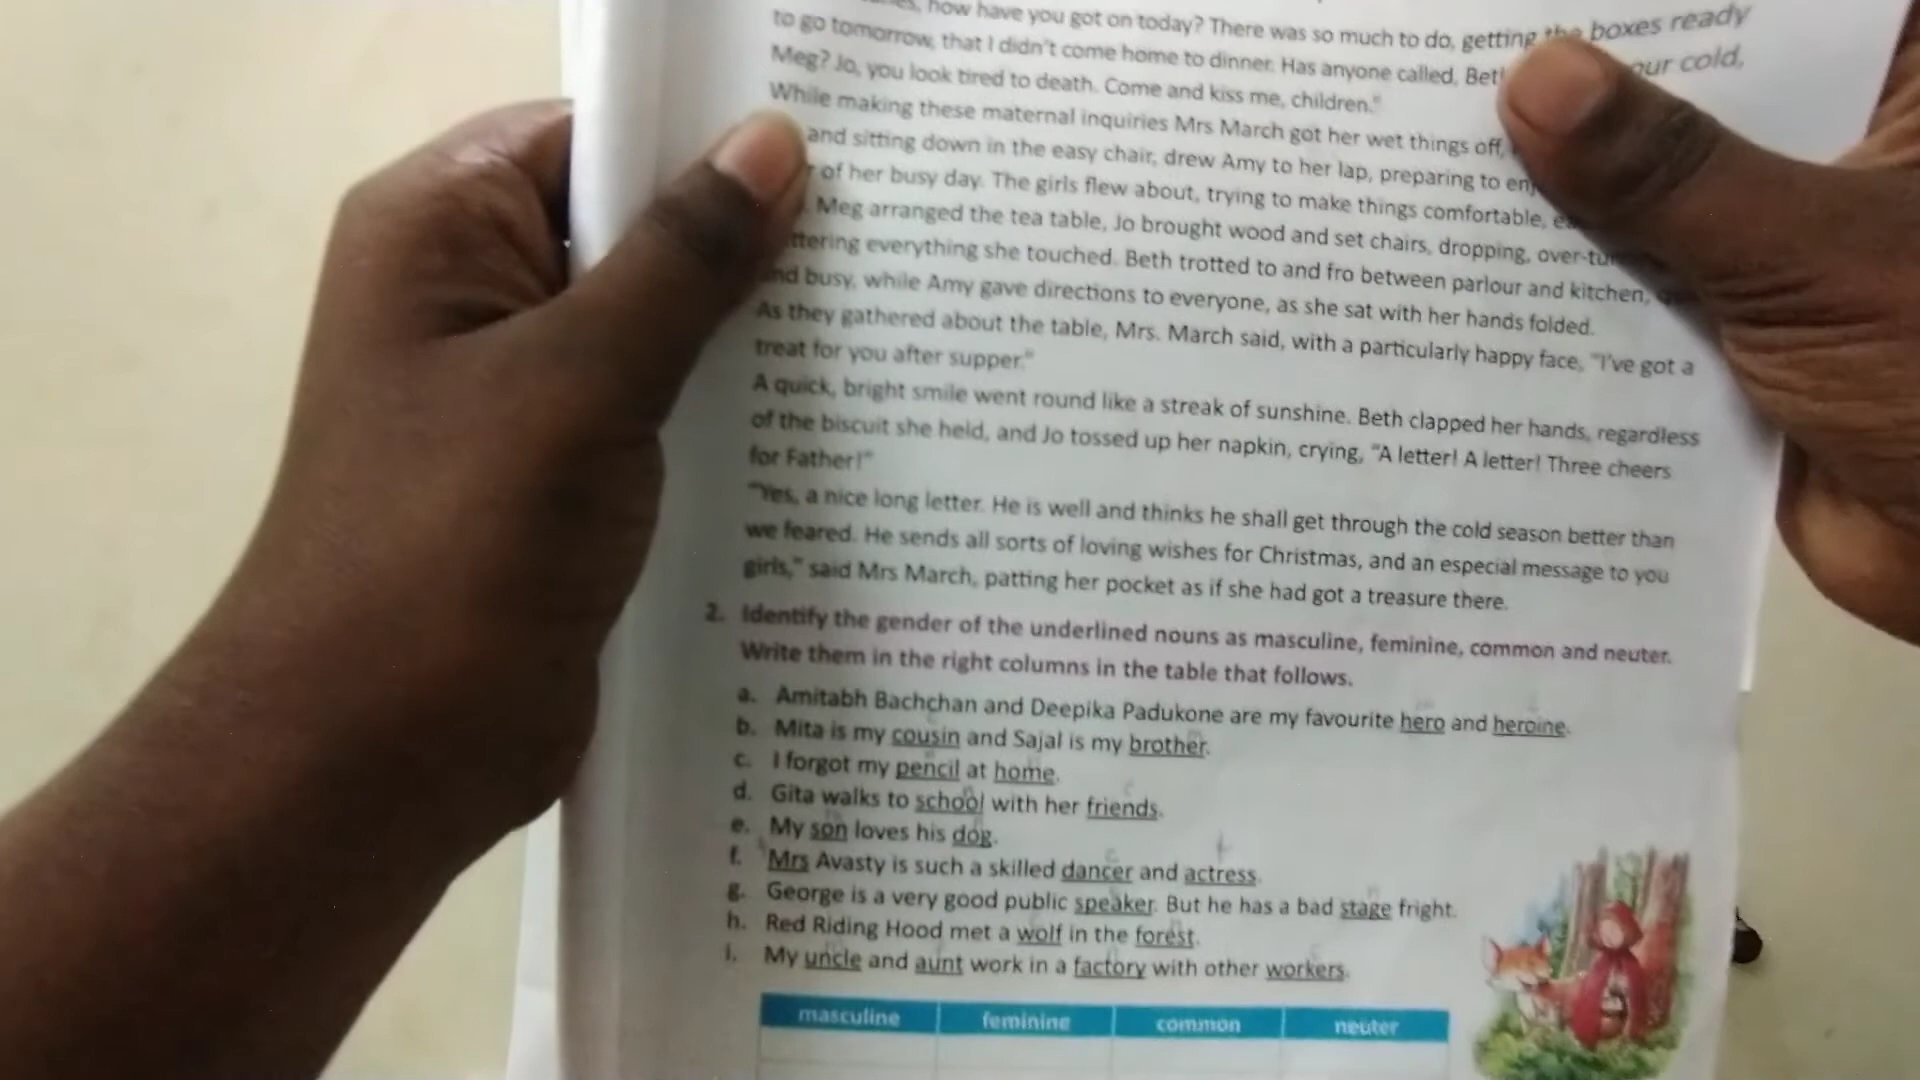 how have you got on today? There was so much to do, getting the boxes ready
to go tomorrow, that I didn't come home to dinner. Has anyone called, our cold,
Meg? Jo, you look tired to death. Come and kiss me, children."
While making these maternal inquiries Mrs March got her wet things off,
and sitting down in the easy chair, drew Amy to her lap, preparing to
of her busy day. The girls flew about, trying to make things comfortable,
Meg arranged the tea table, Jo brought wood and set chairs, dropping,
everything she touched. Beth trotted to and fro between parlour and kitchen,
busy, while Amy gave directions to everyone, as she sat with her hands folded.
As they gathered about the table, Mrs. March said, with a particularly happy face, "I've got a
treat for you after supper."
A quick, bright smile went round like a streak of sunshine. Beth clapped her hands, regardless
of the biscuit she held, and Jo tossed up her napkin, crying, "A letter! A letter! Three cheers
for Father!"
"Yes, a nice long letter. He is well and thinks he shall get through the cold season better than
we feared. He sends all sorts of loving wishes for Christmas, and an especial message to you
girls," said Mrs March, patting her pocket as if she had got a treasure there.
2. Identify the gender of the underlined nouns as masculine, feminine, common and neuter.
Write them in the right columns in the table that follows.
a. Amitabh Bachchan and Deepika Padukone are my favourite hero and heroine.
b. Mita is my cousin and Sajal is my brother.
c. I forgot my pencil at home.
d. Gita walks to school with her friends.
e. My son loves his dog.
f. Mrs Avasty is such a skilled dancer and actress.
g. George is a very good public speaker. But he has a bad stage fright.
h. Red Riding Hood met a wolf in the forest.
i. My uncle and aunt work in a factory with other workers.
masculine feminine common neuter